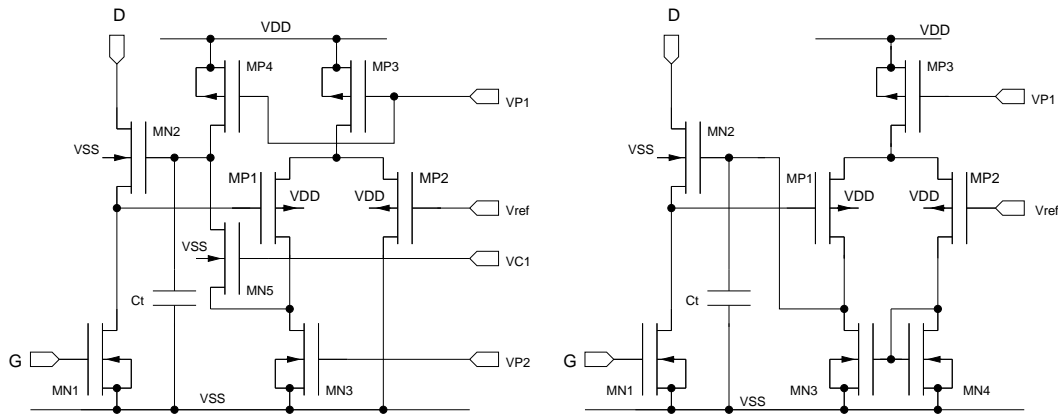 D
VDD
MP4
MP3
VP1
MN2
VSS
MP1
VDD
VDD
MP2
Vref
VSS
VC1
MN5
Ct
G
MN1
MN3
VP2
VSS
D
VDD
MP3
VP1
MN2
VSS
MP1
VDD
VDD
MP2
Vref
Ct
G
MN1
MN3
MN4
VSS